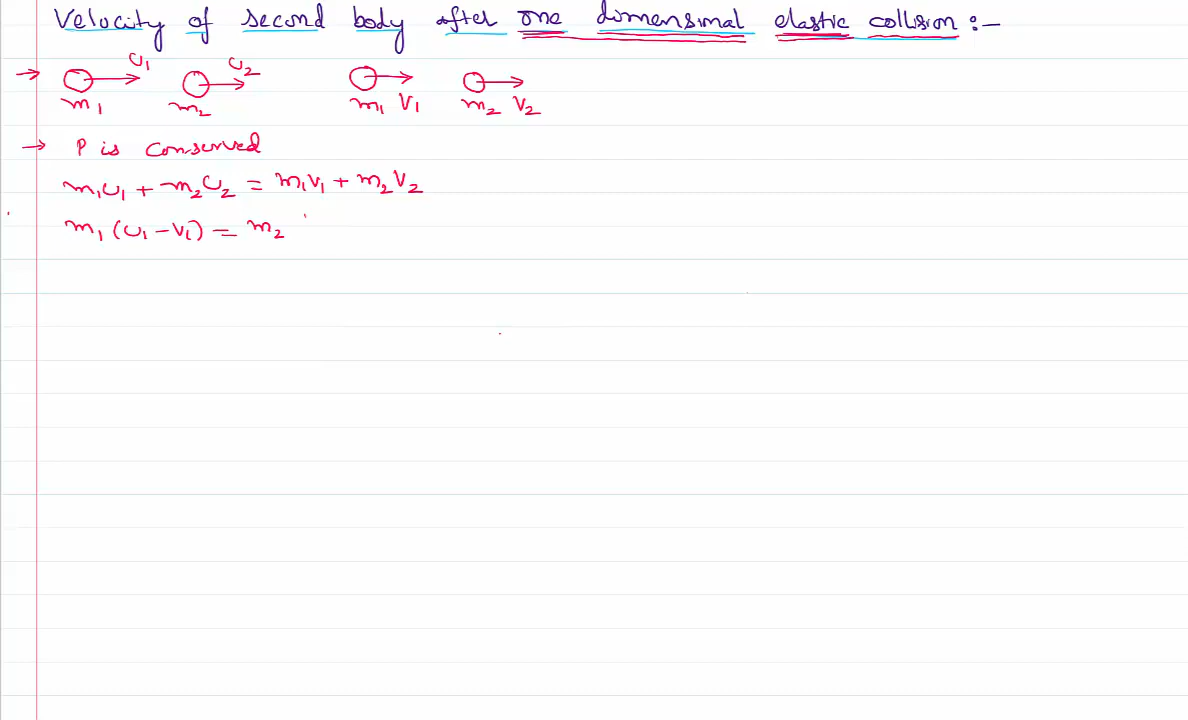 Velocity of second body after one dimensional elastic collision :-
→ U1 U2
m1 m2 m1 V1 m2 V2
→ P is conserved
m1U1 + m2U2 = m1V1 + m2V2
m1 (U1 - V1) = m2